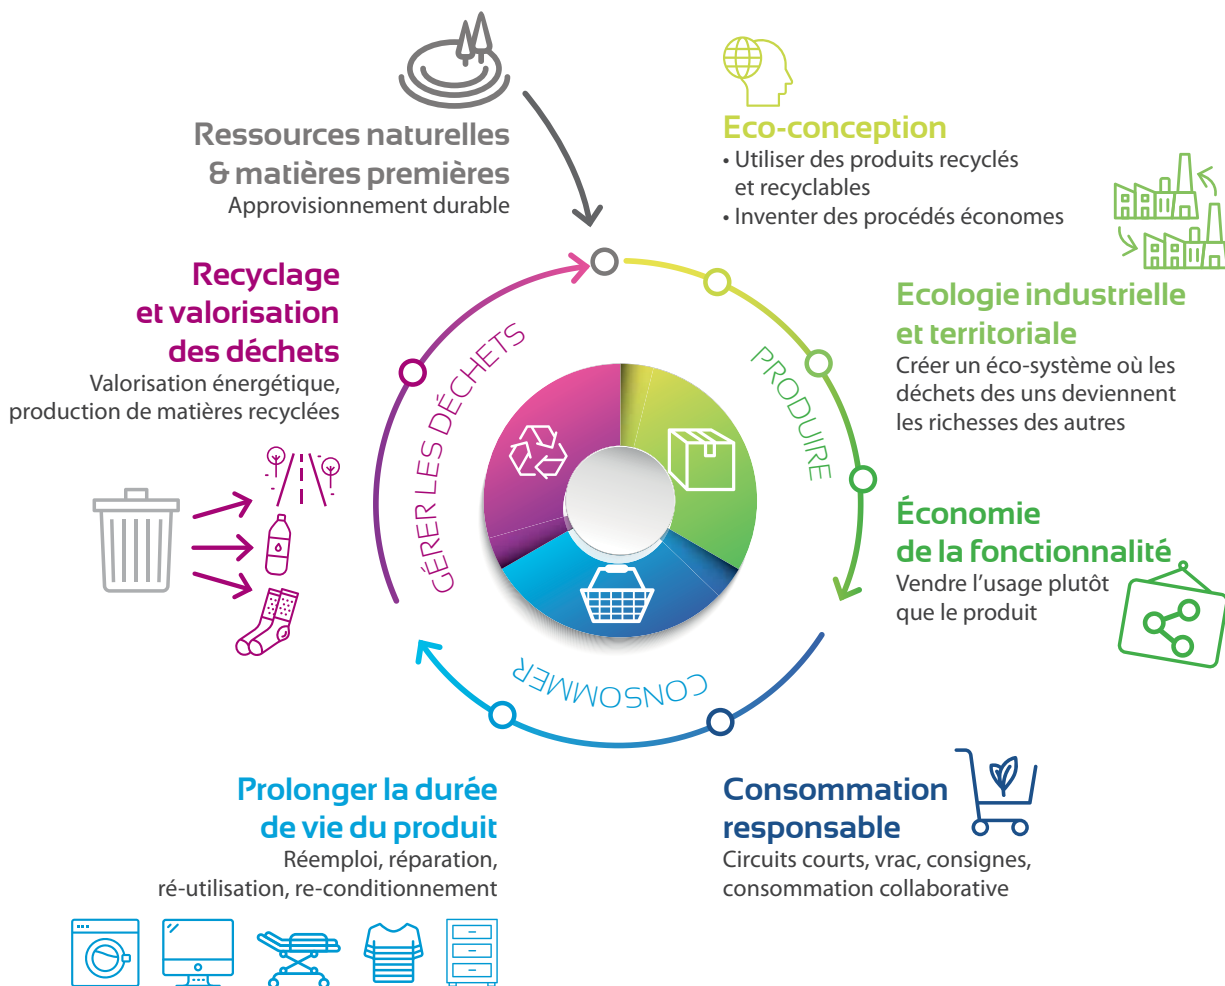 Ressources naturelles
& matières premières
Approvisionnement durable
Eco-conception
• Utiliser des produits recyclés
et recyclables
• Inventer des procédés économes
Ecologie industrielle
et territoriale
Créer un éco-système où les
déchets des uns deviennent
les richesses des autres
Économie
de la fonctionnalité
Vendre l’usage plutôt
que le produit
Consommation
responsable
Circuits courts, vrac, consignes,
consommation collaborative
Prolonger la durée
de vie du produit
Réemploi, réparation,
ré-utilisation, re-conditionnement
Recyclage
et valorisation
des déchets
Valorisation énergétique,
production de matières recyclées
PRODUIRE
CONSOMMER
GÉRER LES DÉCHETS